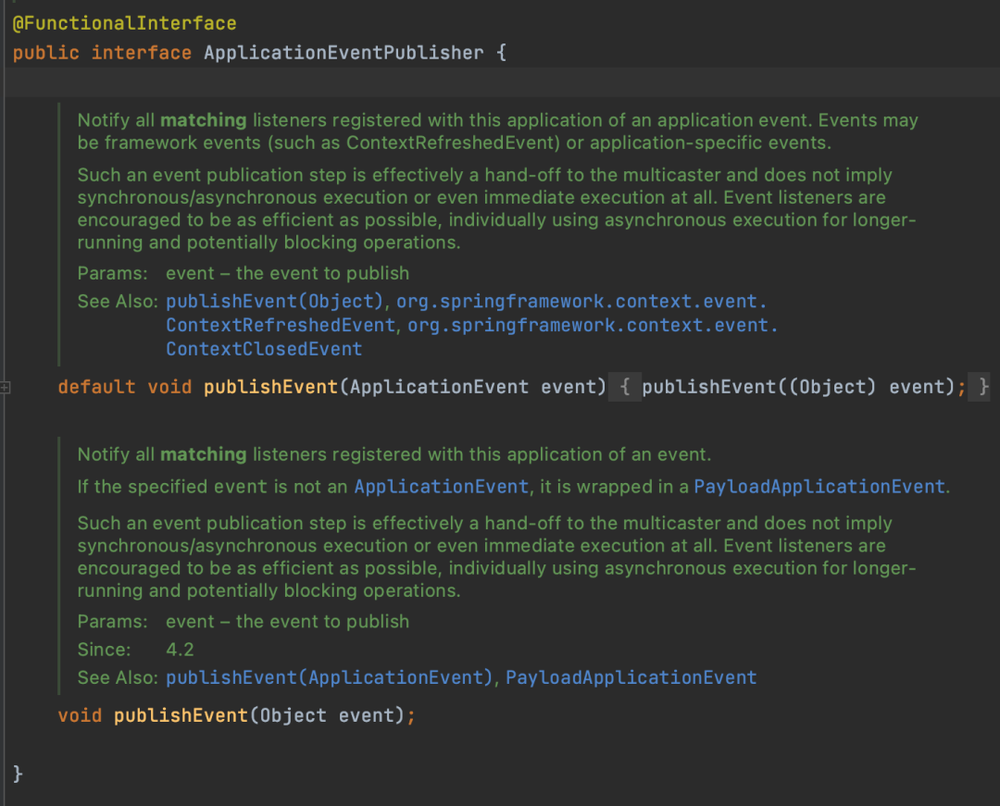 @FunctionalInterface
public interface ApplicationEventPublisher {
Notify all matching listeners registered with this application of an application event. Events may
be framework events (such as ContextRefreshedEvent) or application-specific events.
Such an event publication step is effectively a hand-off to the multicaster and does not imply
synchronous/asynchronous execution or even immediate execution at all. Event listeners are
encouraged to be as efficient as possible, individually using asynchronous execution for longer-
running and potentially blocking operations.
Params: event – the event to publish
See Also: publishEvent(Object), org.springframework.context.event.
ContextRefreshedEvent, org.springframework.context.event.
ContextClosedEvent
default void publishEvent(ApplicationEvent event) { publishEvent((Object) event); }
Notify all matching listeners registered with this application of an event.
If the specified event is not an ApplicationEvent, it is wrapped in a PayloadApplicationEvent.
Such an event publication step is effectively a hand-off to the multicaster and does not imply
synchronous/asynchronous execution or even immediate execution at all. Event listeners are
encouraged to be as efficient as possible, individually using asynchronous execution for longer-
running and potentially blocking operations.
Params: event – the event to publish
Since: 4.2
See Also: publishEvent(ApplicationEvent), PayloadApplicationEvent
void publishEvent(Object event);
}